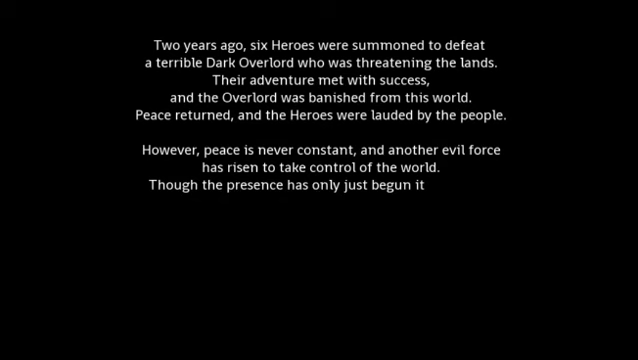 Two years ago, six Heroes were summoned to defeat
a terrible Dark Overlord who was threatening the lands.
Their adventure met with success,
and the Overlord was banished from this world.
Peace returned, and the Heroes were lauded by the people.
However, peace is never constant, and another evil force
has risen to take control of the world.
Though the presence has only just begun it